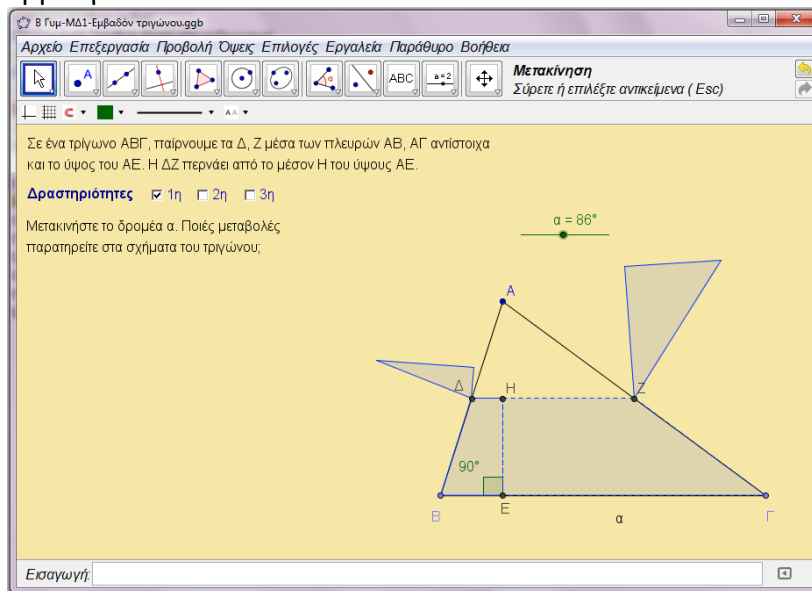 Β Γυμ-ΜΔ1-Εμβαδόν τριγώνου.ggb
Αρχείο Επεξεργασία Προβολή Όψεις Επιλογές Εργαλεία Παράθυρο Βοήθεια
A α ABC a=2 Μετακίνηση
Σύρετε ή επιλέξτε αντικείμενα ( Esc)
AA
Σε ένα τρίγωνο ΑΒΓ, παίρνουμε τα Δ, Ζ μέσα των πλευρών ΑΒ, ΑΓ αντίστοιχα
και το ύψος του ΑΕ. Η ΔΖ περνάει από το μέσον Η του ύψους ΑΕ.
Δραστηριότητες 1η 2η 3η
Μετακινήστε το δρομέα α. Ποιές μεταβολές
παρατηρείτε στα σχήματα του τριγώνου;
α = 86°
Α
Δ Η Ζ
90°
Β Ε α Γ
Εισαγωγή: